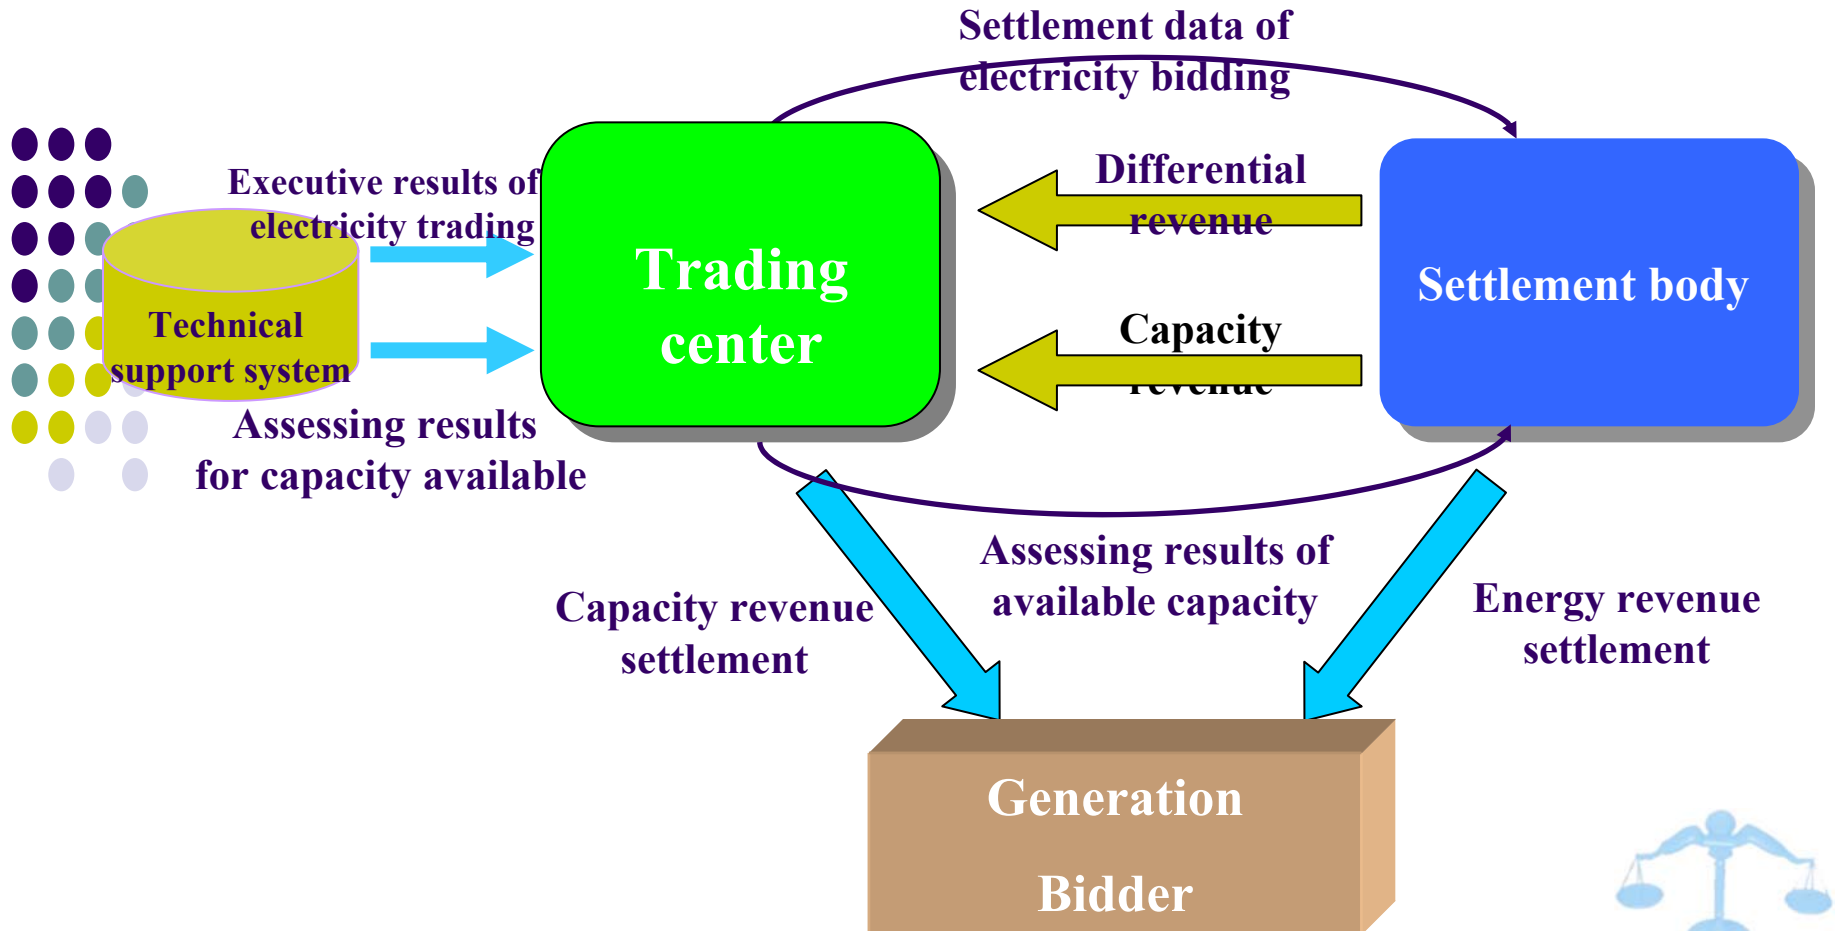 Settlement data of
electricity bidding
Executive results of
electricity trading
Differential
revenue
Trading
center
Settlement body
Technical
support system
Capacity
revenue
Assessing results
for capacity available
Assessing results of
available capacity
Capacity revenue
settlement
Energy revenue
settlement
Generation
Bidder